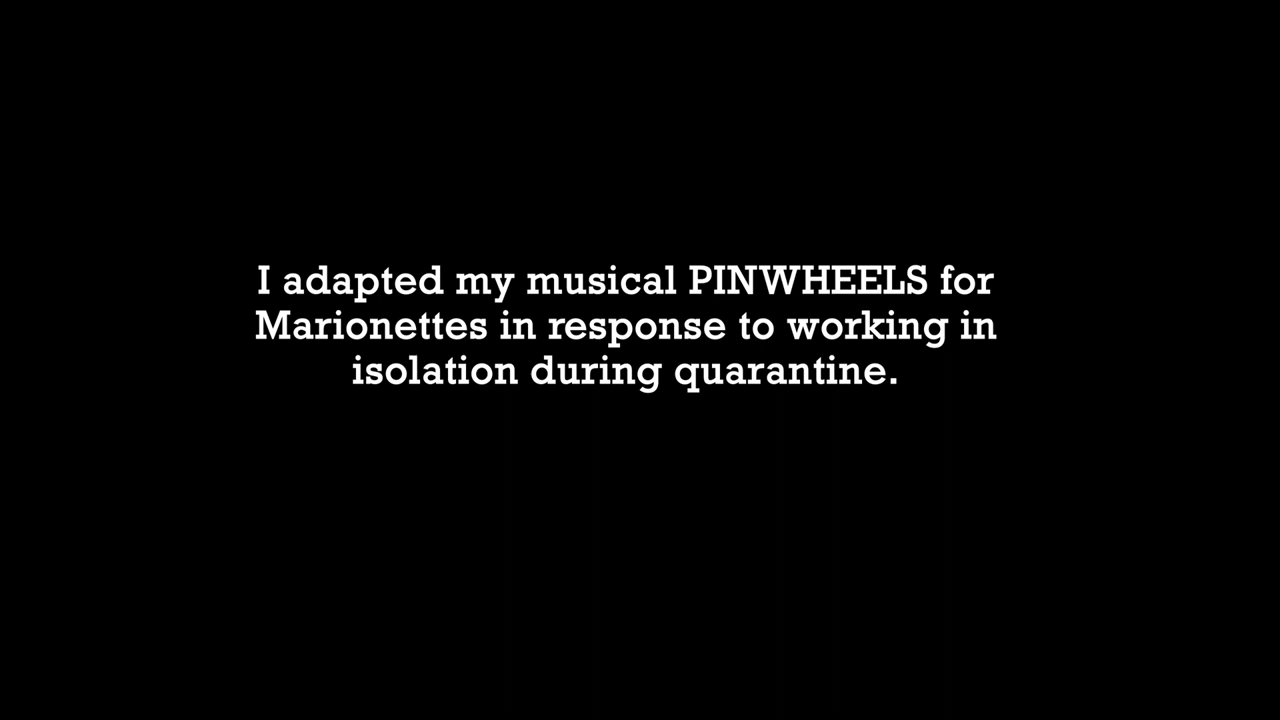 I adapted my musical PINWHEELS for
Marionettes in response to working in
isolation during quarantine.